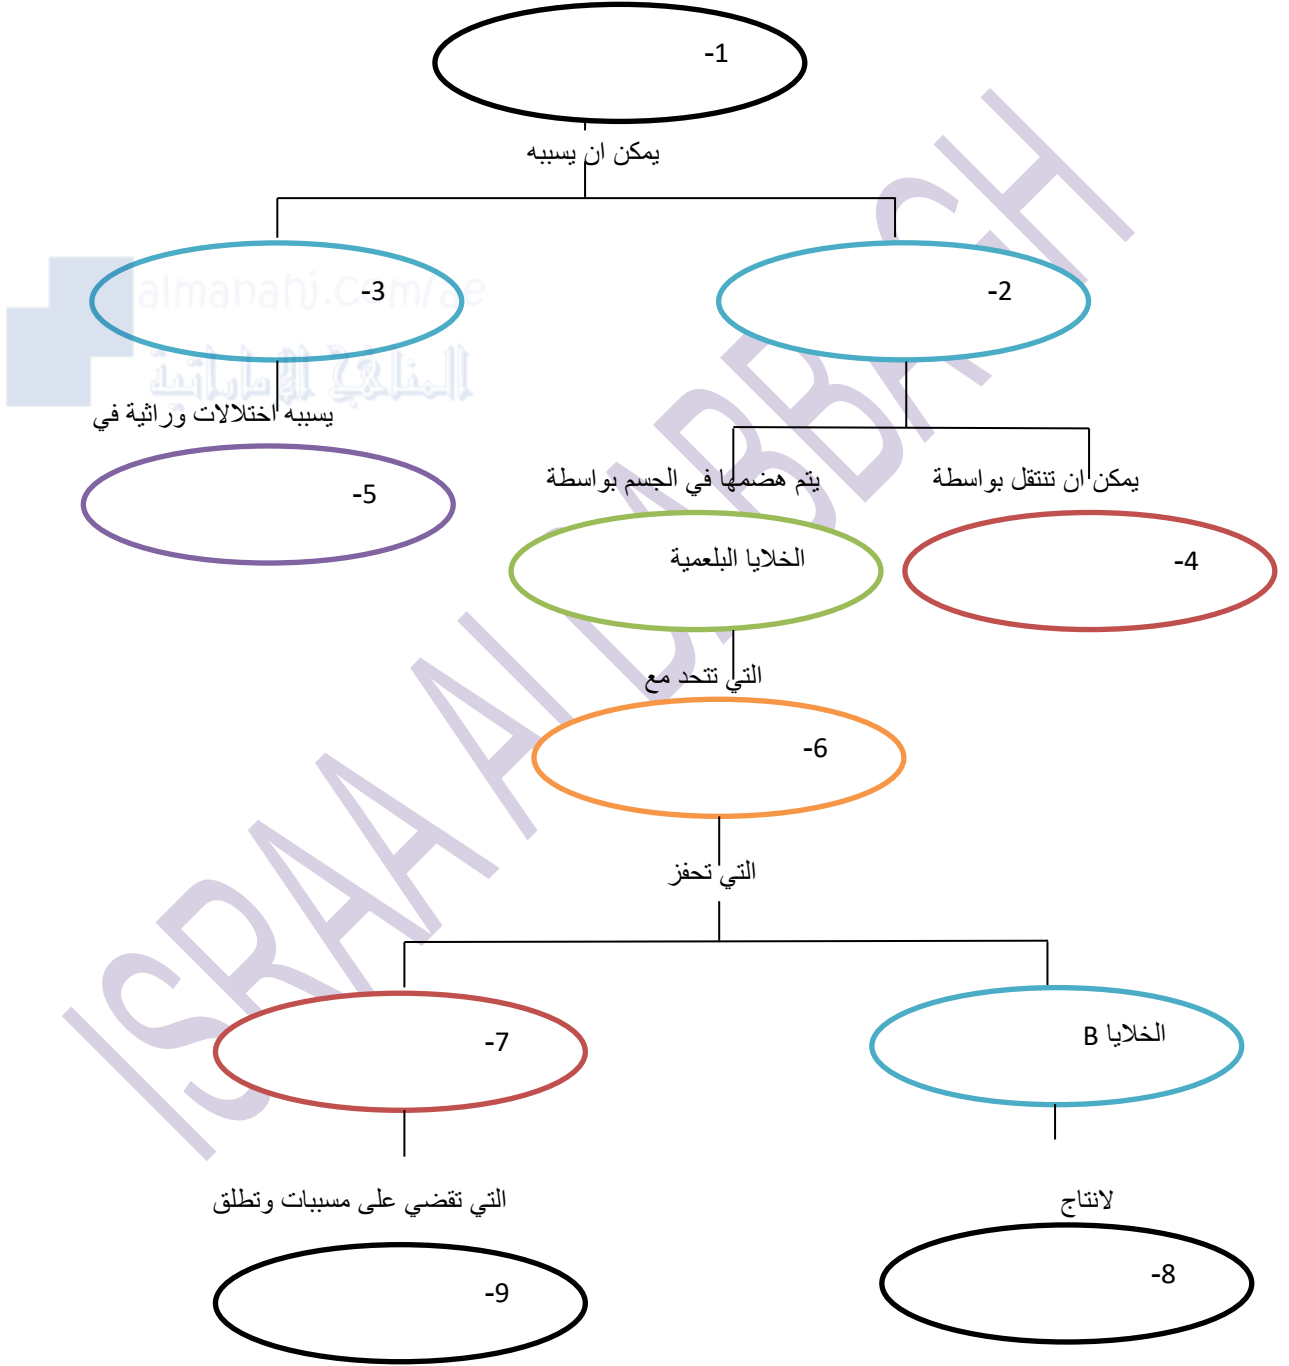 -1
يمكن ان يسببه
-2
-3
almanahj.com/ae
المناهج الإماراتية
يسببه اختلالات وراثية في
يمكن ان تنتقل بواسطة
يتم هضمها في الجسم بواسطة
-5
الخلايا البلعمية
-4
التي تتحد مع
-6
التي تحفز
الخلايا B
-7
لانتاج
التي تقضي على مسببات وتطلق
-8
-9
ISRAA Al DABBAGH